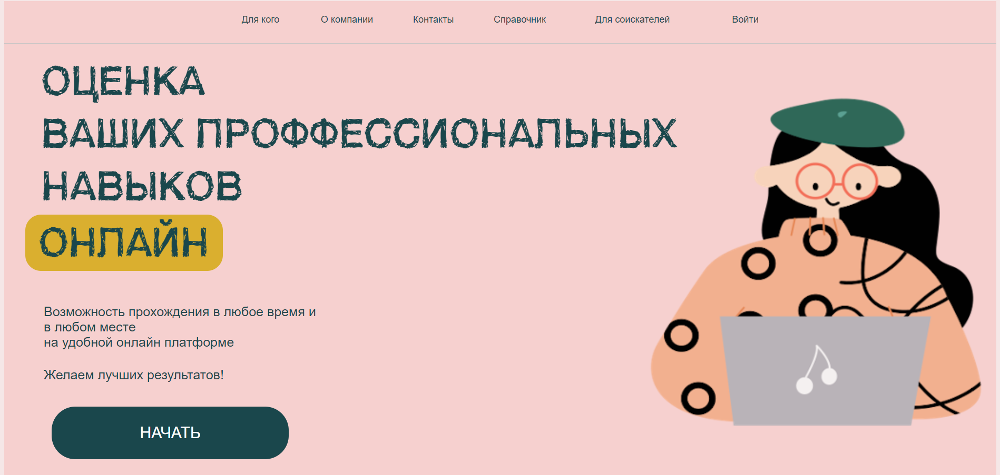 Для кого
О компании
Контакты
Справочник
Для соискателей
Войти
ОЦЕНКА
ВАШИХ ПРОФФЕССИОНАЛЬНЫХ
НАВЫКОВ
ОНЛАЙН
Возможность прохождения в любое время и
в любом месте
на удобной онлайн платформе
Желаем лучших результатов!
НАЧАТЬ